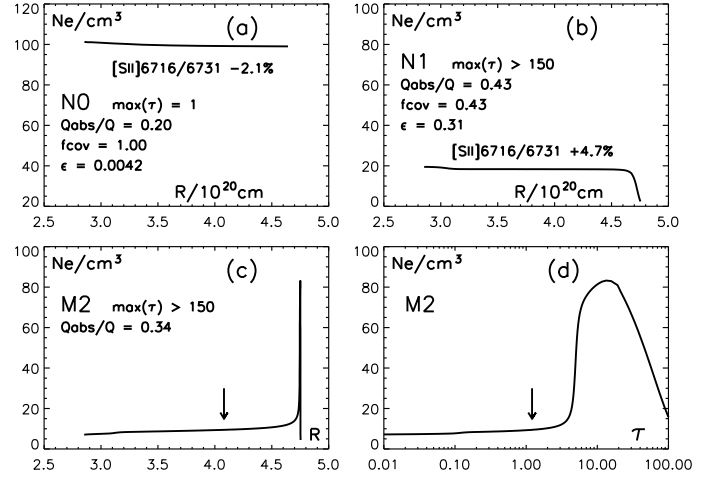 120
100
80
60
40
20
Ne/cm³
(a)
[SII]6716/6731 −2.1%
N0 max(τ) = 1
Qabs/Q = 0.20
fcov = 1.00
ϵ = 0.0042
R/10²⁰cm
2.5 3.0 3.5 4.0 4.5 5.0
100
80
60
40
20
0
Ne/cm³
(b)
N1 max(τ) > 150
Qabs/Q = 0.43
fcov = 0.43
ϵ = 0.31
[SII]6716/6731 +4.7%
R/10²⁰cm
2.5 3.0 3.5 4.0 4.5 5.0
100
80
60
40
20
0
Ne/cm³
(c)
M2 max(τ) > 150
Qabs/Q = 0.34
R
2.5 3.0 3.5 4.0 4.5 5.0
100
80
60
40
20
0
Ne/cm³
(d)
M2
τ
0.01 0.10 1.00 10.00 100.00